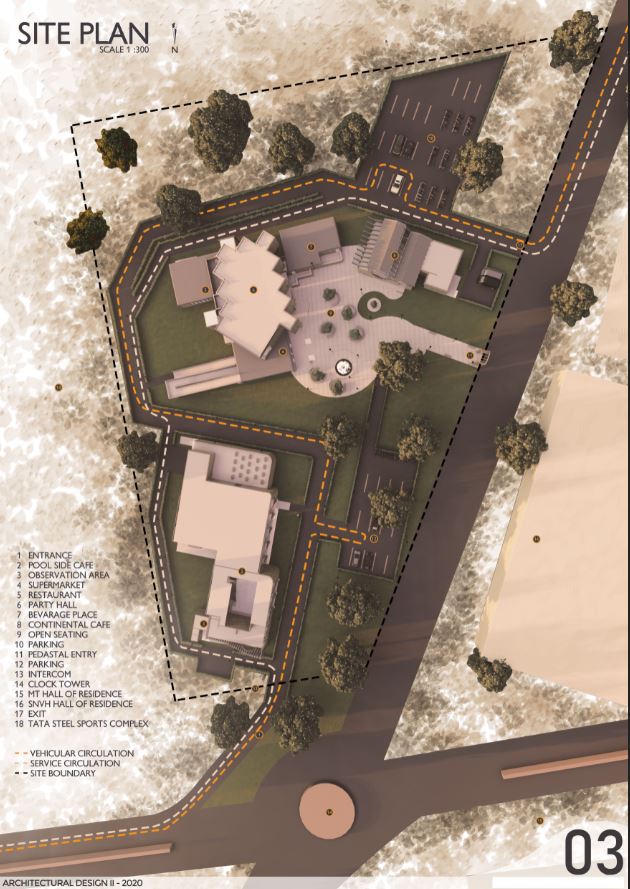 SITE PLAN
SCALE 1 :300
N
1 ENTRANCE
2 POOL SIDE CAFE
3 OBSERVATION AREA
4 SUPERMARKET
5 RESTAURANT
6 PARTY HALL
7 BEVARAGE PLACE
8 CONTINENTAL CAFE
9 OPEN SEATING
10 PARKING
11 PEDASTAL ENTRY
12 PARKING
13 INTERCOM
14 CLOCK TOWER
15 MT HALL OF RESIDENCE
16 SNVH HALL OF RESIDENCE
17 EXIT
18 TATA STEEL SPORTS COMPLEX
VEHICULAR CIRCULATION
SERVICE CIRCULATION
SITE BOUNDARY
03
ARCHITECTURAL DESIGN II - 2020